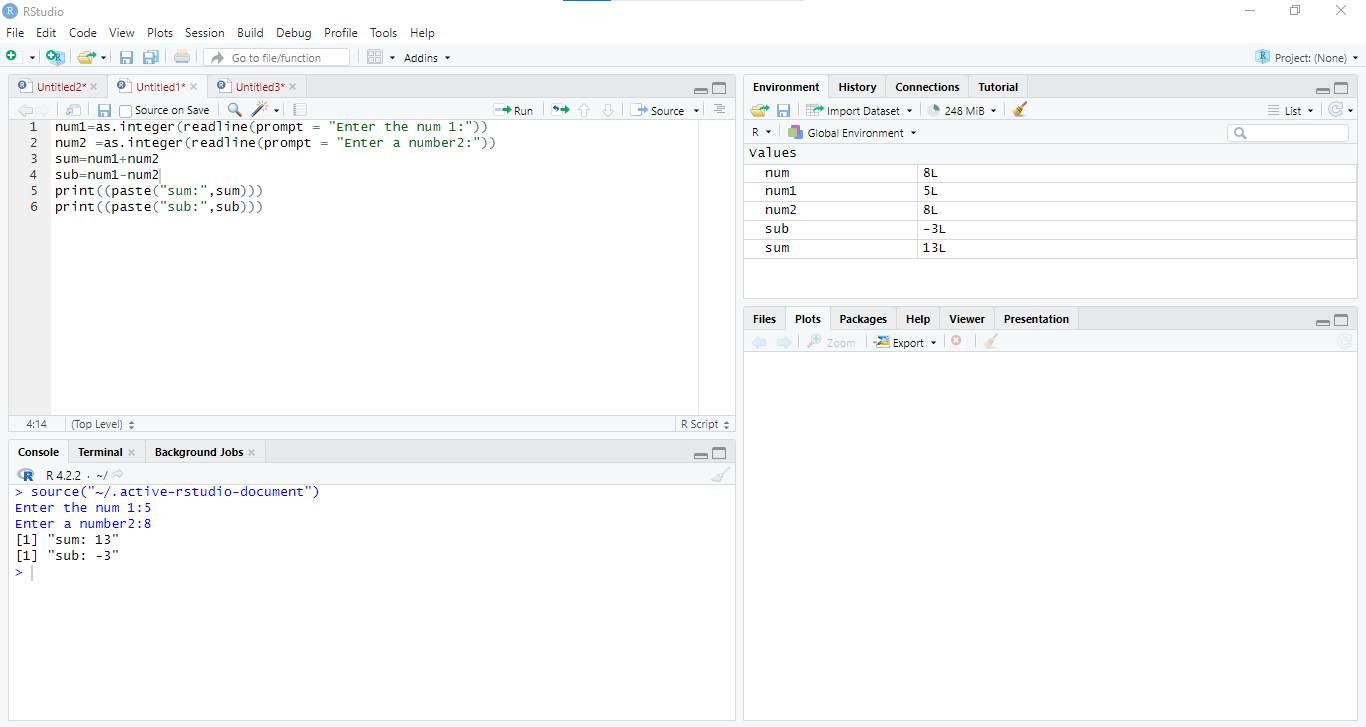 RStudio
File Edit Code View Plots Session Build Debug Profile Tools Help
Go to file/function Addins Project: (None)
Untitled2* Untitled1* Untitled3*
Source on Save Run Source
1 num1=as.integer(readline(prompt = "Enter the num 1:"))
2 num2 =as.integer(readline(prompt = "Enter a number2:"))
3 sum=num1+num2
4 sub=num1-num2
5 print((paste("sum:",sum)))
6 print((paste("sub:",sub)))
4:14 (Top Level) R Script
Console Terminal Background Jobs
R 4.2.2 · ~/
> source("~/.active-rstudio-document")
Enter the num 1:5
Enter a number2:8
[1] "sum: 13"
[1] "sub: -3"
>
Environment History Connections Tutorial
Import Dataset 248 MiB List
R Global Environment
Values
num 8L
num1 5L
num2 8L
sub -3L
sum 13L
Files Plots Packages Help Viewer Presentation
Zoom Export